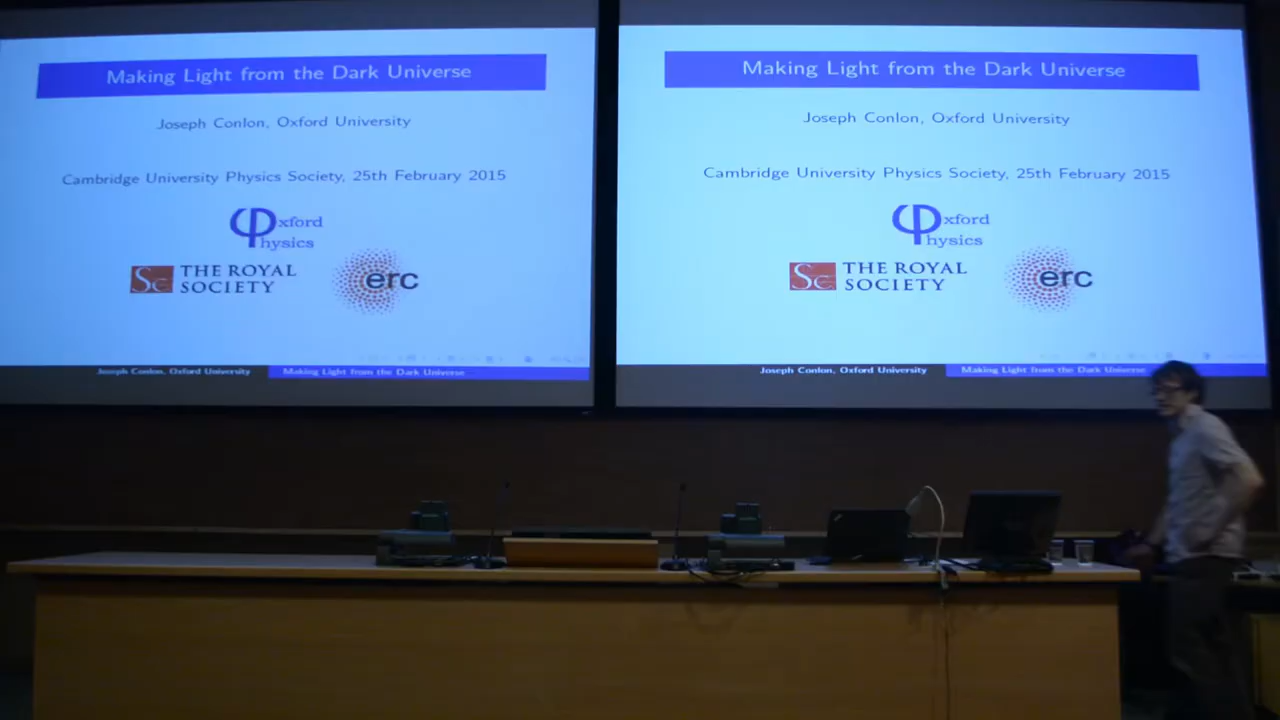 Making Light from the Dark Universe
Joseph Conlon, Oxford University
Cambridge University Physics Society, 25th February 2015
Oxford
Physics
THE ROYAL
SOCIETY
erc
Joseph Conlon, Oxford University
Making Light from the Dark Universe
Making Light from the Dark Universe
Joseph Conlon, Oxford University
Cambridge University Physics Society, 25th February 2015
Oxford
Physics
THE ROYAL
SOCIETY
erc
Joseph Conlon, Oxford University
Making Light from the Dark Universe